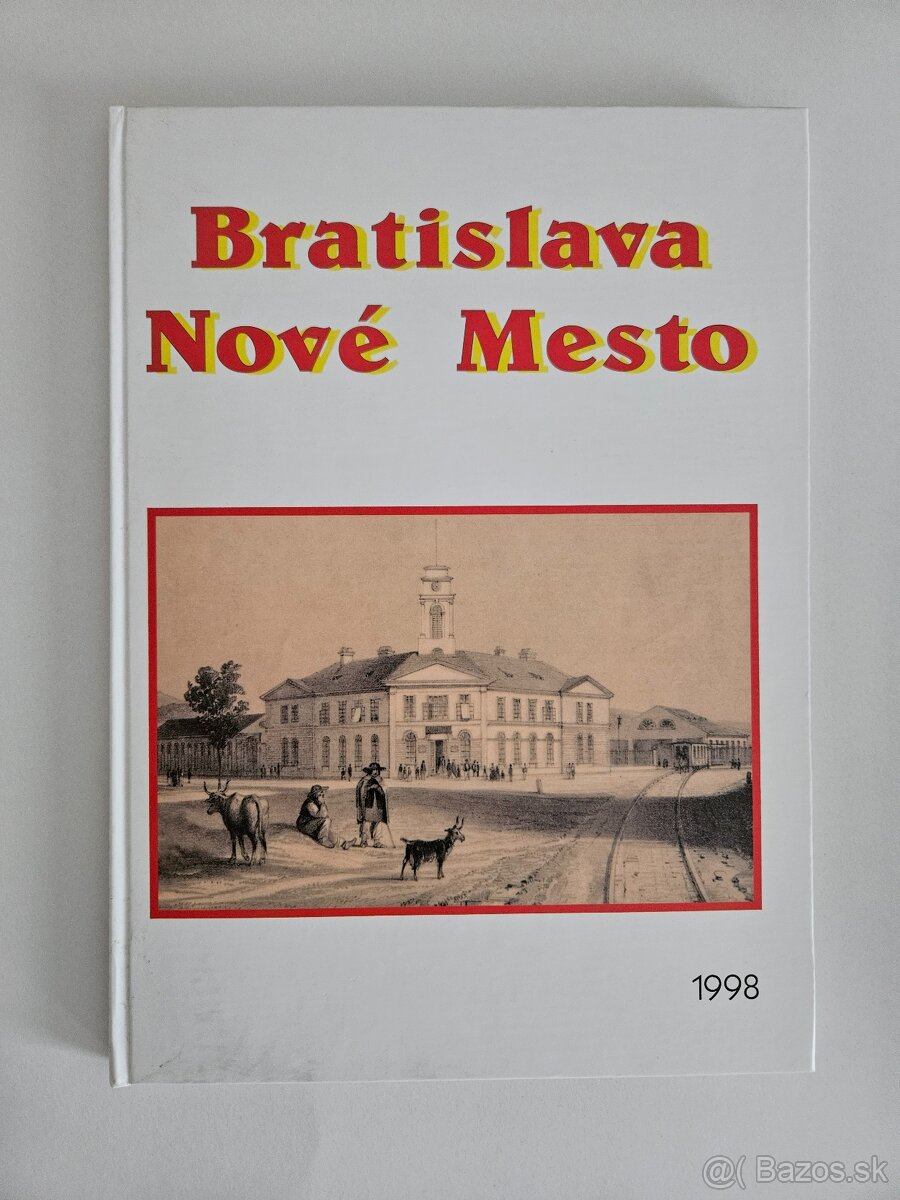 Bratislava
Nové Mesto
1998
@( Bazos.sk